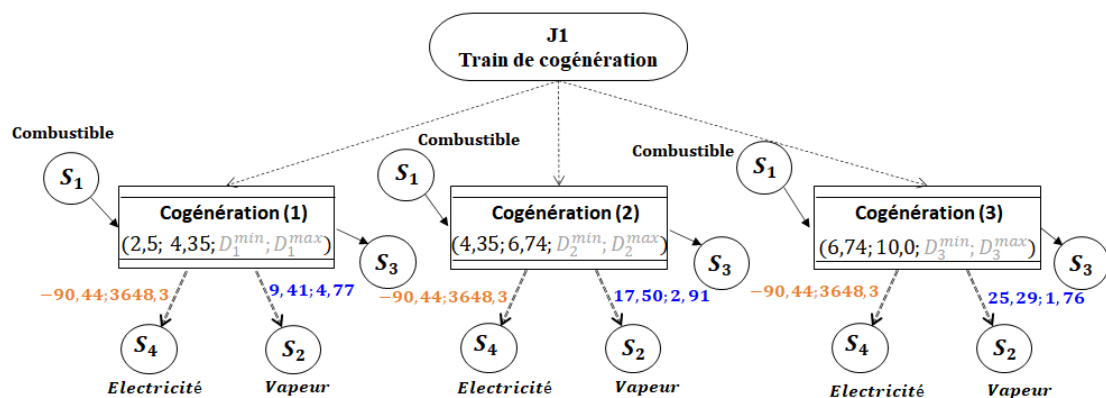 J1
Train de cogénération
Combustible
S₁
Cogénération (1)
(2,5; 4,35; D₁ᵐⁱⁿ; D₁ᵐᵃˣ)
S₃
−90,44; 3648,3
9,41; 4,77
S₄
S₂
Electricité
Vapeur
Combustible
S₁
Cogénération (2)
(4,35; 6,74; D₂ᵐⁱⁿ; D₂ᵐᵃˣ)
S₃
−90,44; 3648,3
17,50; 2,91
S₄
S₂
Electricité
Vapeur
Combustible
S₁
Cogénération (3)
(6,74; 10,0; D₃ᵐⁱⁿ; D₃ᵐᵃˣ)
S₃
−90,44; 3648,3
25,29; 1,76
S₄
S₂
Electricité
Vapeur